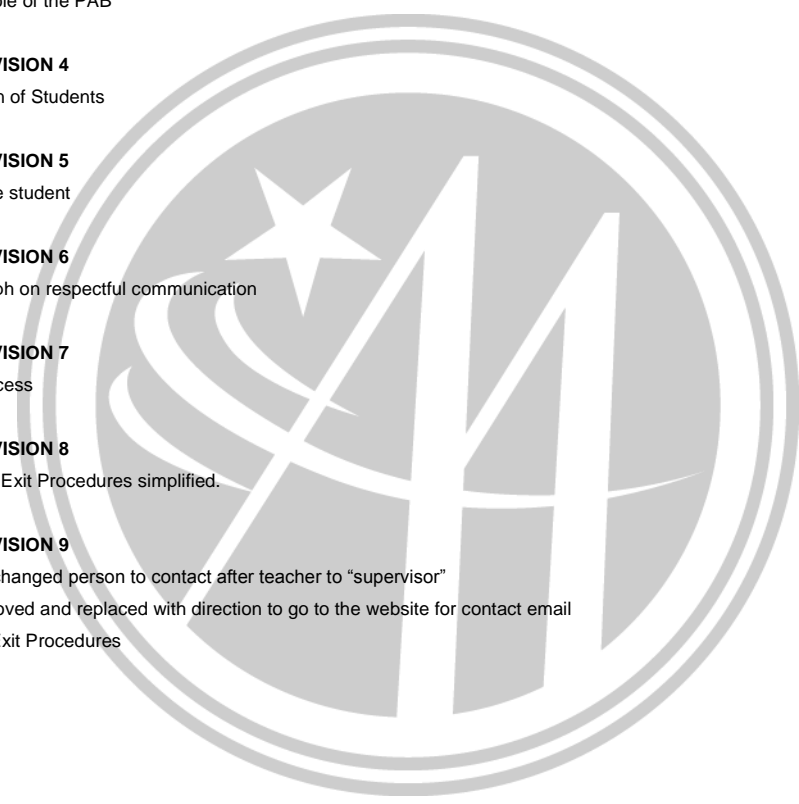 ole of the PAB
VISION 4
n of Students
VISION 5
e student
VISION 6
ph on respectful communication
VISION 7
cess
VISION 8
Exit Procedures simplified.
VISION 9
changed person to contact after teacher to “supervisor”
oved and replaced with direction to go to the website for contact email
Exit Procedures